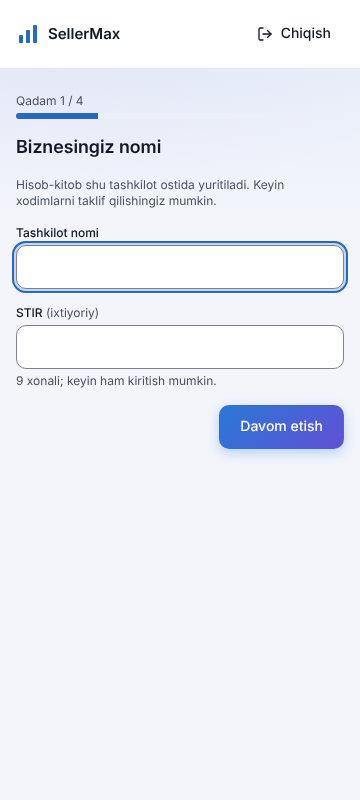 SellerMax
Chiqish
Qadam 1 / 4
Biznesingiz nomi
Hisob-kitob shu tashkilot ostida yuritiladi. Keyin
xodimlarni taklif qilishingiz mumkin.
Tashkilot nomi
STIR (ixtiyoriy)
9 xonali; keyin ham kiritish mumkin.
Davom etish